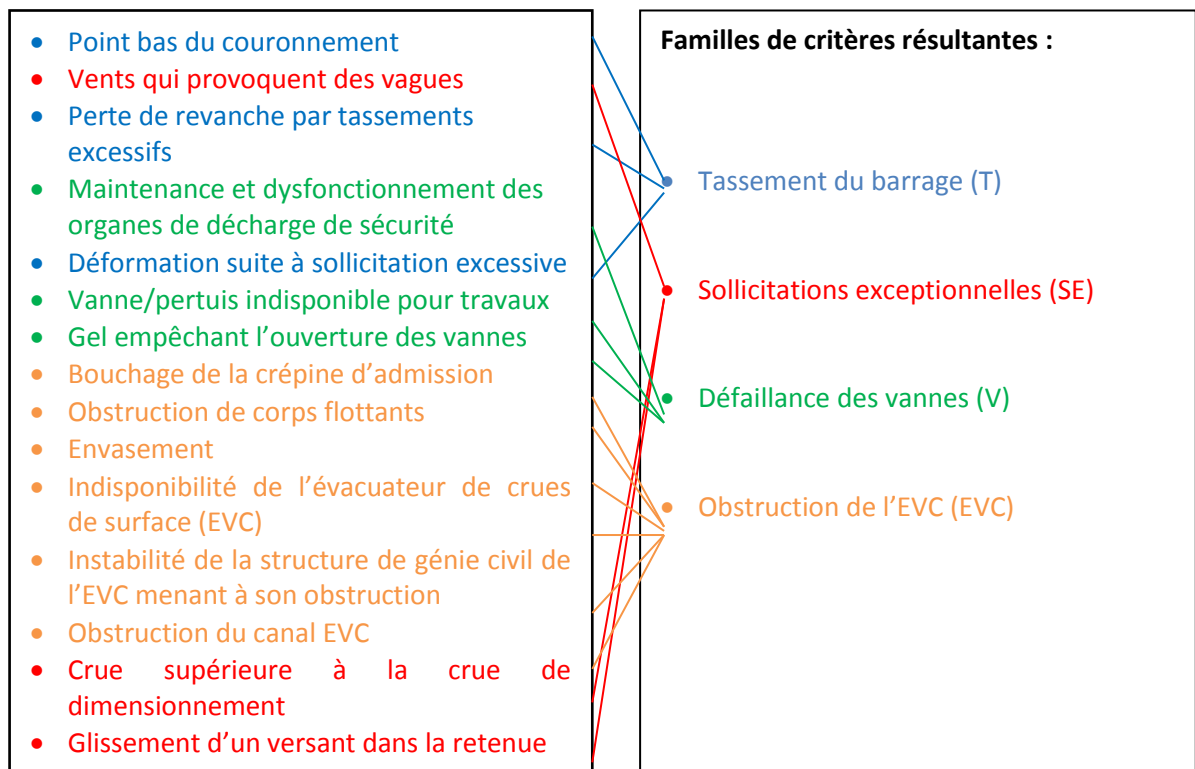 • Point bas du couronnement
• Vents qui provoquent des vagues
• Perte de revanche par tassements
excessifs
• Maintenance et dysfonctionnement des
organes de décharge de sécurité
• Déformation suite à sollicitation excessive
• Vanne/pertuis indisponible pour travaux
• Gel empêchant l’ouverture des vannes
• Bouchage de la crépine d’admission
• Obstruction de corps flottants
• Envasement
• Indisponibilité de l’évacuateur de crues
de surface (EVC)
• Instabilité de la structure de génie civil de
l’EVC menant à son obstruction
• Obstruction du canal EVC
• Crue supérieure à la crue de
dimensionnement
• Glissement d’un versant dans la retenue
Familles de critères résultantes :
• Tassement du barrage (T)
• Sollicitations exceptionnelles (SE)
• Défaillance des vannes (V)
• Obstruction de l’EVC (EVC)